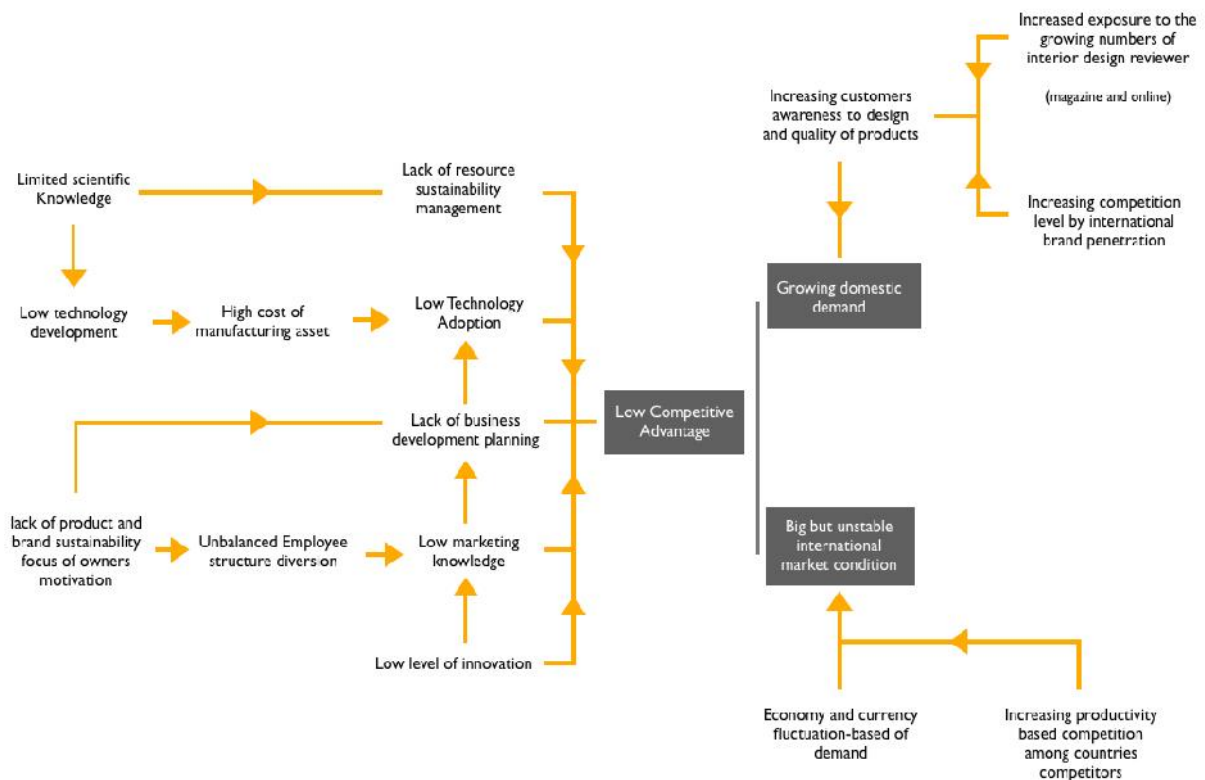 Increased exposure to the
growing numbers of
interior design reviewer
(magazine and online)
Increasing customers
awareness to design
and quality of products
Limited scientific
Knowledge
Lack of resource
sustainability
management
Increasing competition
level by international
brand penetration
Low technology
development
High cost of
manufacturing asset
Low Technology
Adoption
Growing domestic
demand
Lack of business
development planning
Low Competitive
Advantage
lack of product and
brand sustainability
focus of owners
motivation
Unbalanced Employee
structure diversion
Low marketing
knowledge
Big but unstable
international
market condition
Low level of innovation
Economy and currency
fluctuation-based of
demand
Increasing productivity
based competition
among countries
competitors